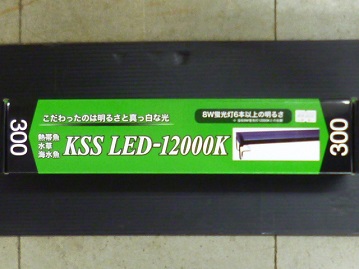 こだわったのは明るさと真っ白な光
8W蛍光灯6本以上の明るさ
熱帯魚
水草
海水魚
KSS LED-12000K
300
300